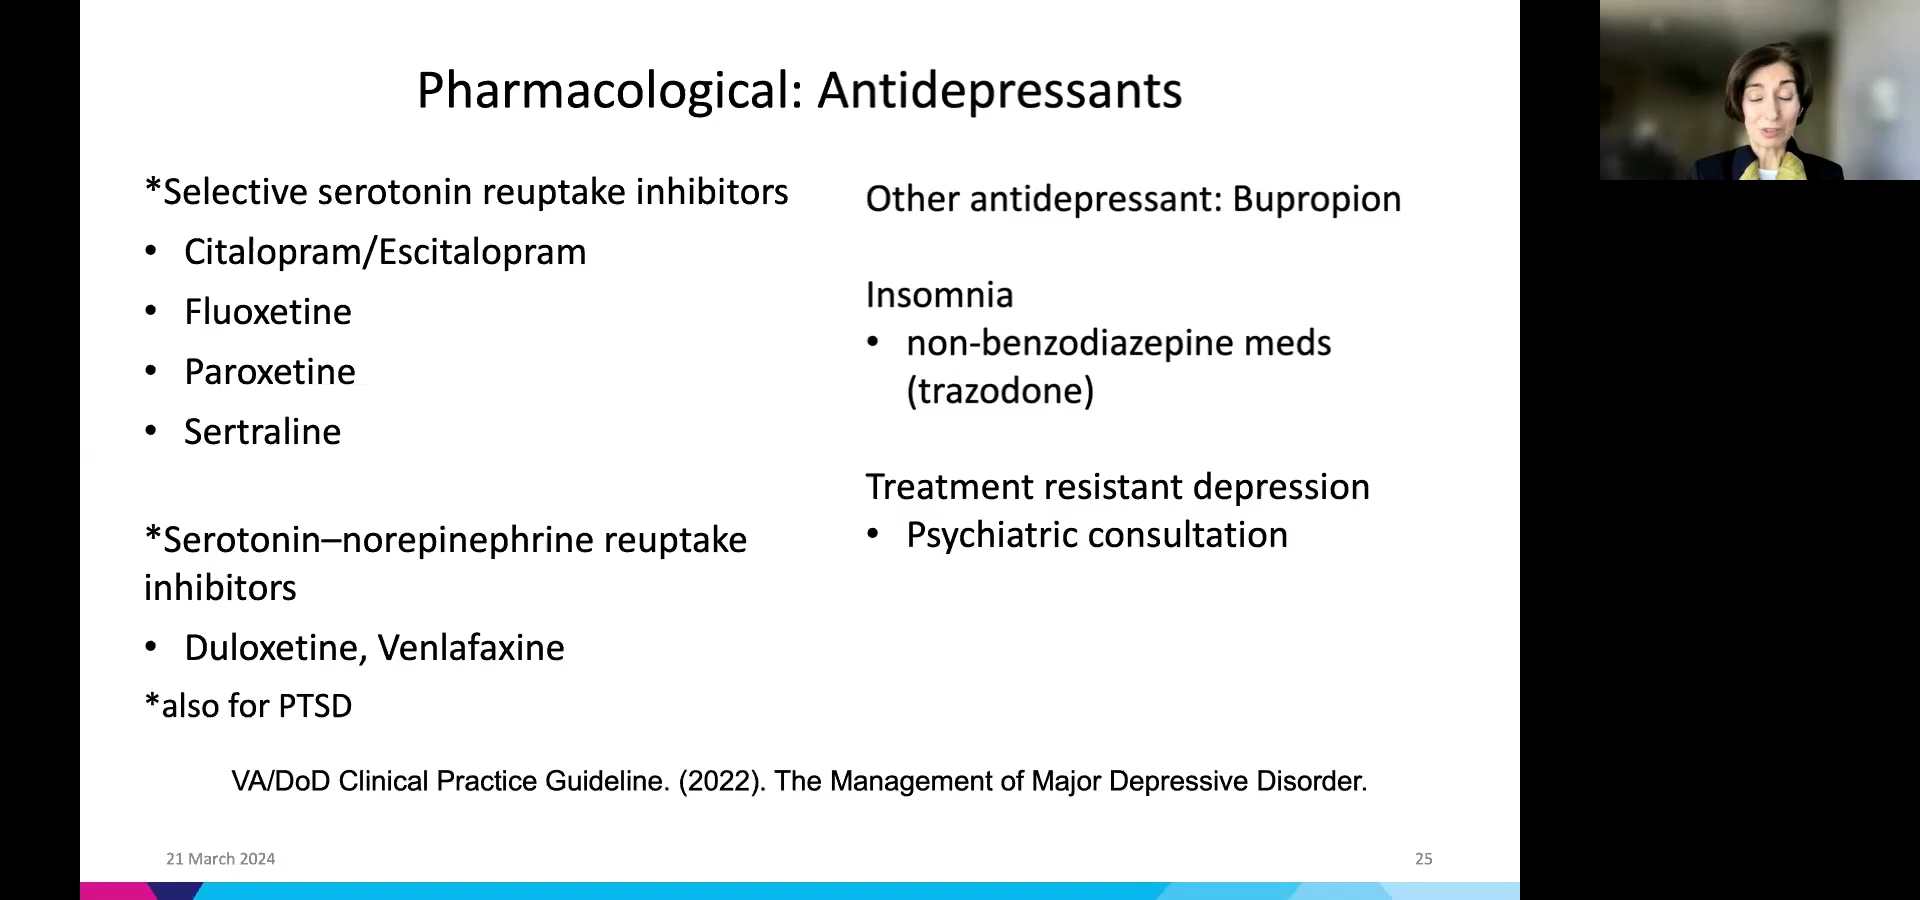 Pharmacological: Antidepressants
*Selective serotonin reuptake inhibitors
• Citalopram/Escitalopram
• Fluoxetine
• Paroxetine
• Sertraline
*Serotonin–norepinephrine reuptake
inhibitors
• Duloxetine, Venlafaxine
*also for PTSD
Other antidepressant: Bupropion
Insomnia
• non-benzodiazepine meds
(trazodone)
Treatment resistant depression
• Psychiatric consultation
VA/DoD Clinical Practice Guideline. (2022). The Management of Major Depressive Disorder.
21 March 2024
25